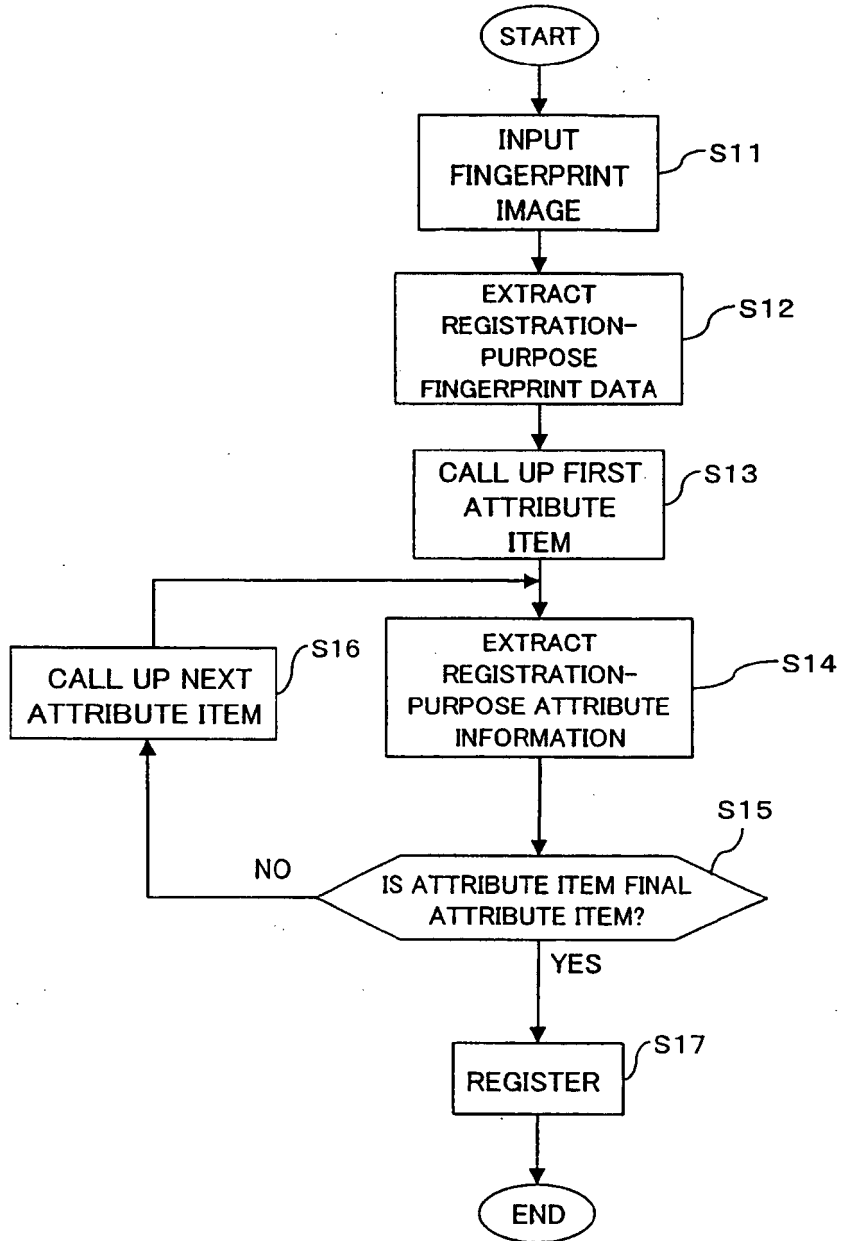 START
INPUT
FINGERPRINT
IMAGE
S11
EXTRACT
REGISTRATION-
PURPOSE
FINGERPRINT DATA
S12
CALL UP FIRST
ATTRIBUTE
ITEM
S13
CALL UP NEXT
ATTRIBUTE ITEM
S16
EXTRACT
REGISTRATION-
PURPOSE ATTRIBUTE
INFORMATION
S14
S15
NO
IS ATTRIBUTE ITEM FINAL
ATTRIBUTE ITEM?
YES
REGISTER
S17
END